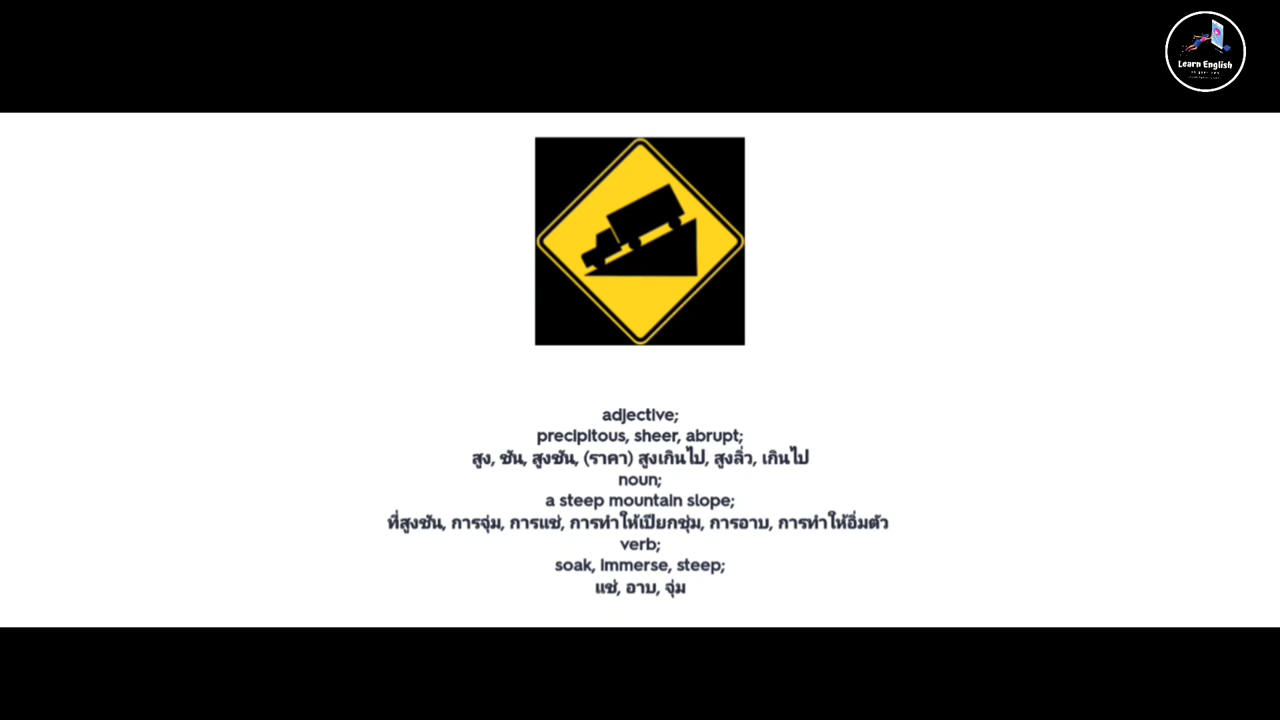 Learn English
adjective;
precipitous, sheer, abrupt;
สูง, ชัน, สูงชัน, (ราคา) สูงเกินไป, สูงลิ่ว, เกินไป
noun;
a steep mountain slope;
ที่สูงชัน, การจุ่ม, การแช่, การทำให้เปียกชุ่ม, การอาบ, การทำให้อิ่มตัว
verb;
soak, immerse, steep;
แช่, อาบ, จุ่ม